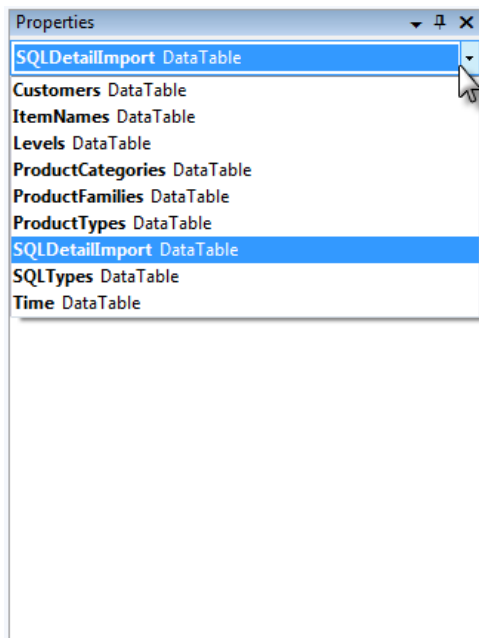 Properties
SQLDetailImport DataTable
Customers DataTable
ItemNames DataTable
Levels DataTable
ProductCategories DataTable
ProductFamilies DataTable
ProductTypes DataTable
SQLDetailImport DataTable
SQLTypes DataTable
Time DataTable